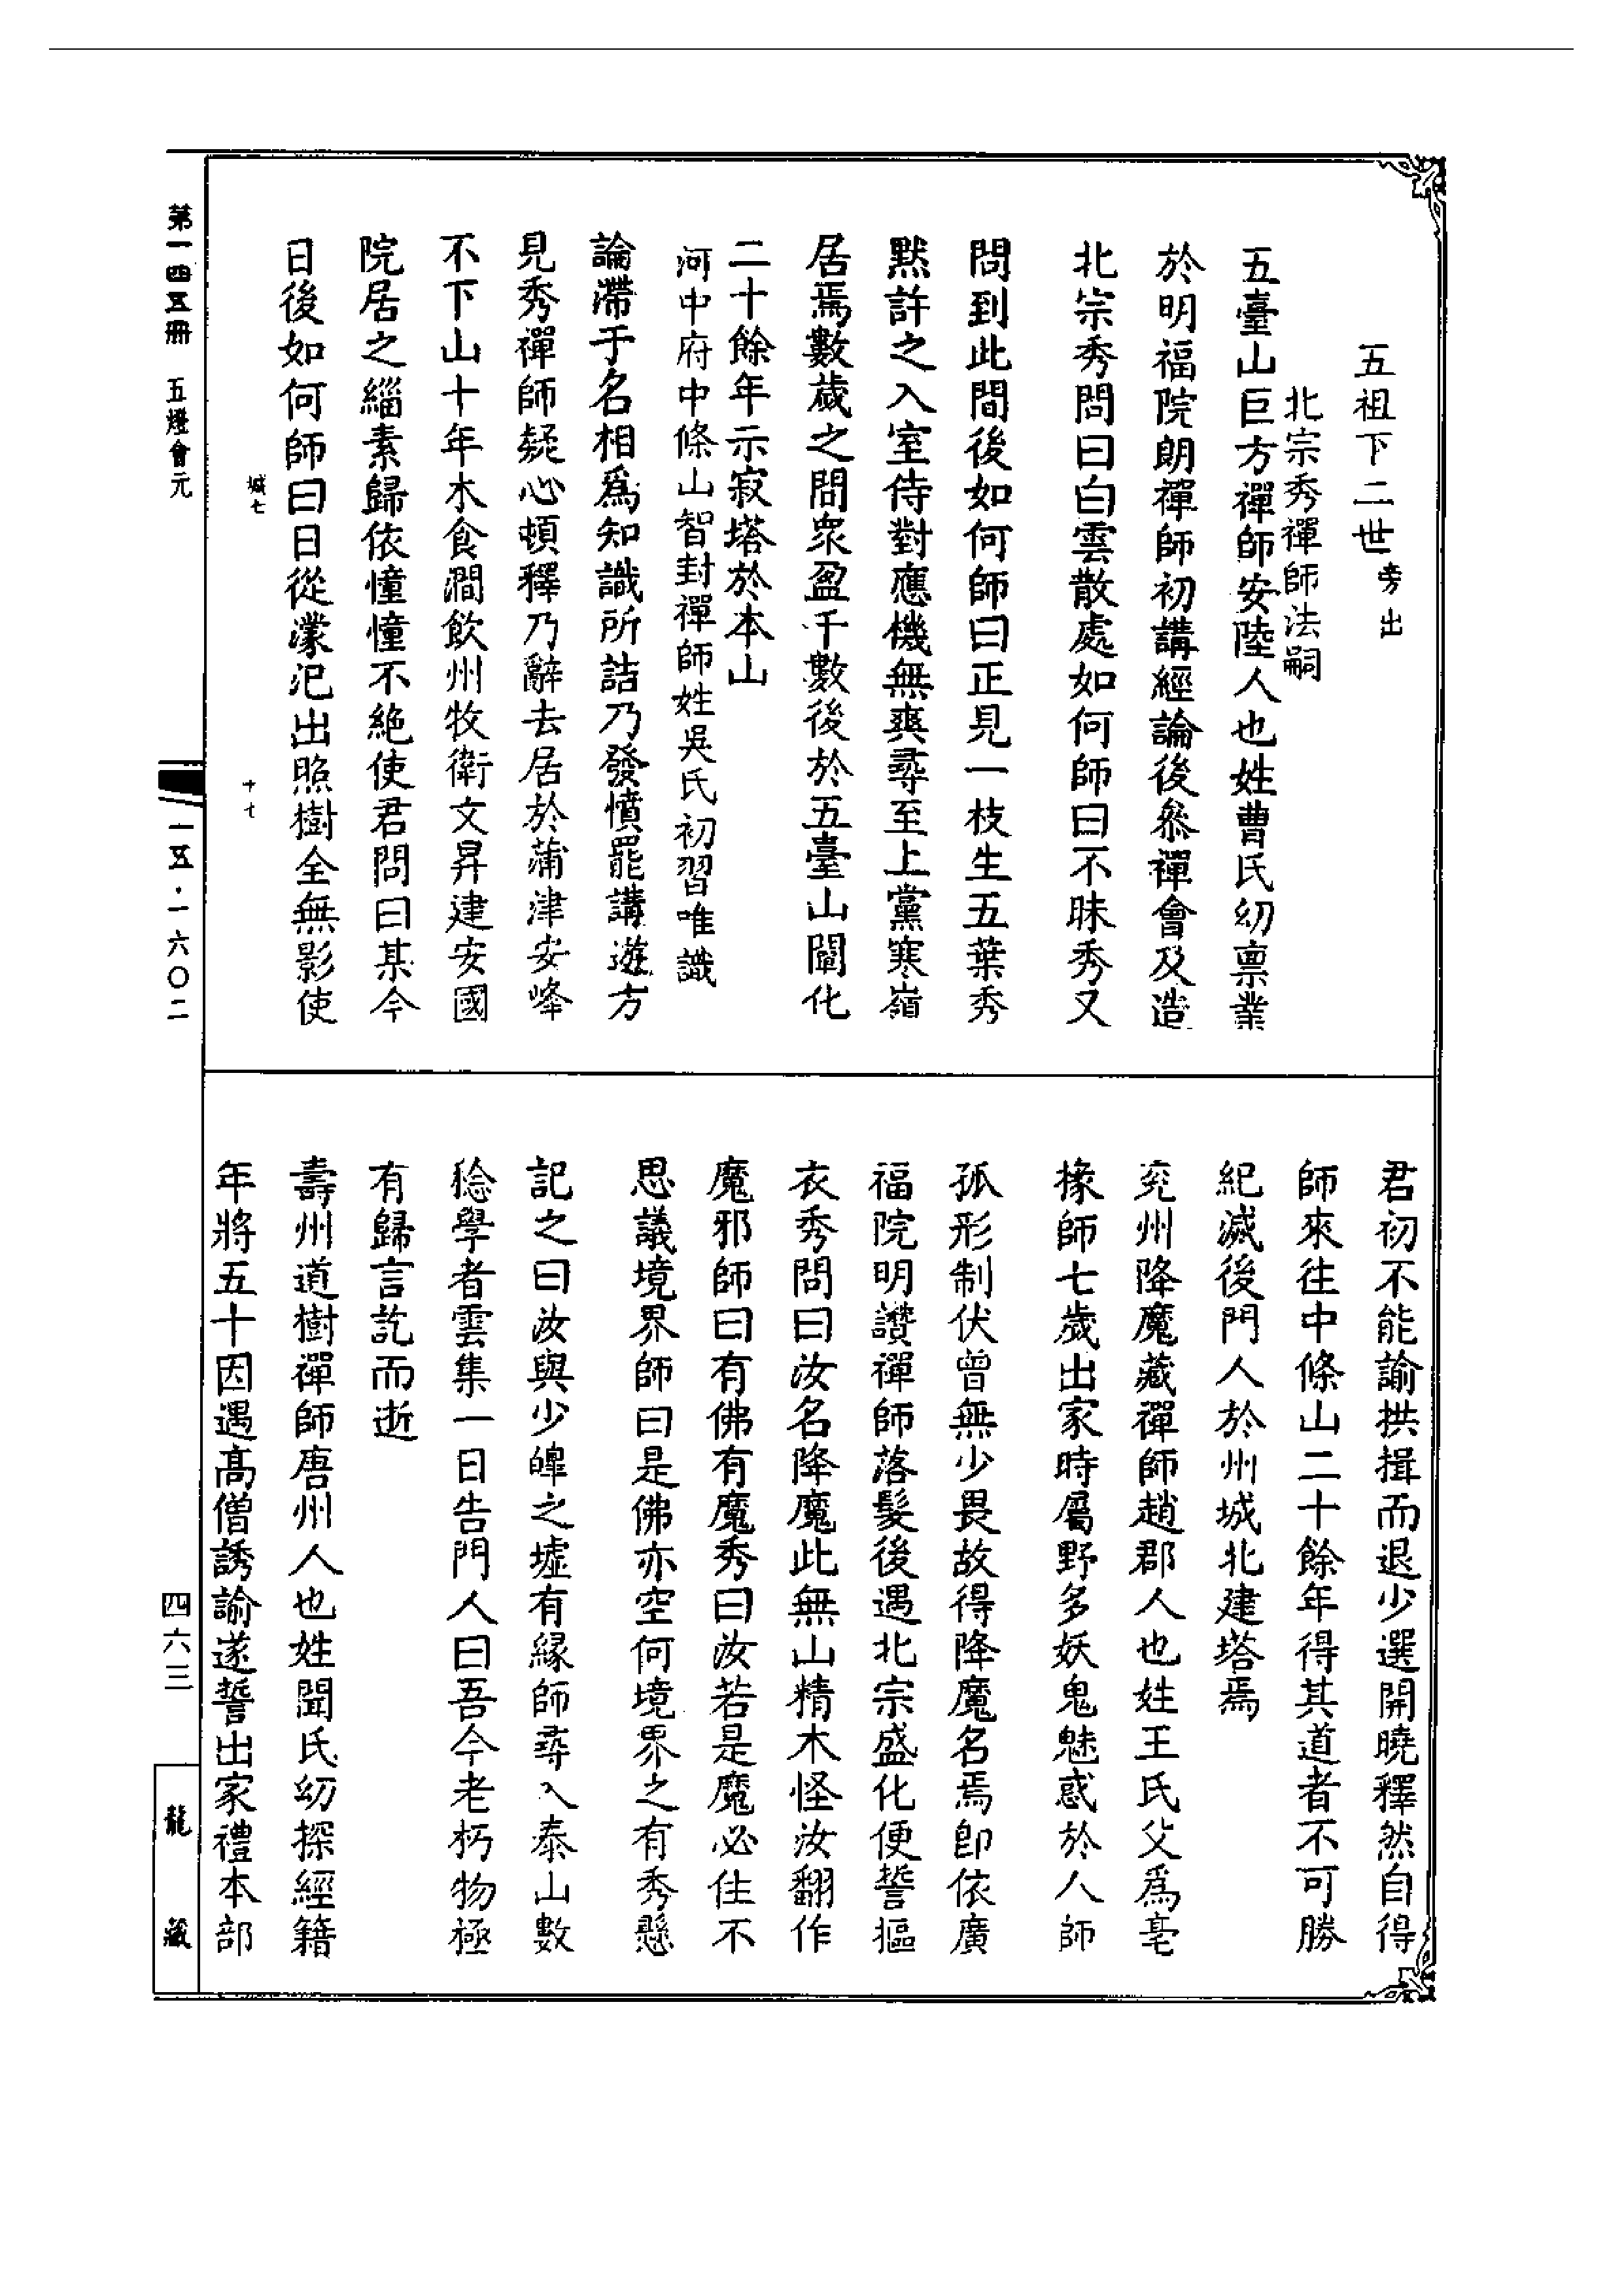 五祖下二世旁出
北宗秀禪師法嗣
五臺山巨方禪師安陸人也姓曹氏幼禀業
於明福院朗禪師初講經論後叅禪會及造
北宗秀問曰白雲散處如何師曰不昧秀又
問到此間後如何師曰正見一枝生五葉秀
黙許之入室侍對應機無爽尋至上黨寒嶺
居焉數歲之間眾盈千數後於五臺山闡化
二十餘年示寂塔於本山
河中府中條山智封禪師姓吳氏初習唯識
論滯于名相爲知識所詰乃發憤罷講遊方
見秀禪師疑心頓釋乃辭去居於蒲津安峰
不下山十年木食澗飲州牧衛文昇建安國
院居之緇素歸依憧憧不絶使君問曰某今
日後如何師曰日從濛汜出照樹全無影使
城七
十七
君初不能諭拱揖而退少選開曉釋然自得
師來往中條山二十餘年得其道者不可勝
紀滅後門人於州城北建塔焉
兖州降魔藏禪師趙郡人也姓王氏父爲亳
掾師七歲出家時屬野多妖鬼魅惑於人師
孤形制伏曾無少畏故得降魔名焉即依廣
福院明讚禪師落髮後遇北宗盛化便誓摳
衣秀問曰汝名降魔此無山精木怪汝翻作
魔邪師曰有佛有魔秀曰汝若是魔必住不
思議境界師曰是佛亦空何境界之有秀懸
記之曰汝與少皥之墟有縁師尋入泰山數
稔學者雲集一日告門人曰吾今老朽物極
有歸言訖而逝
壽州道樹禪師唐州人也姓聞氏幼探經籍
年將五十因遇高僧誘諭遂誓出家禮本部
第一四五冊　五燈會元
一五五·一六〇二
四六三
龍藏